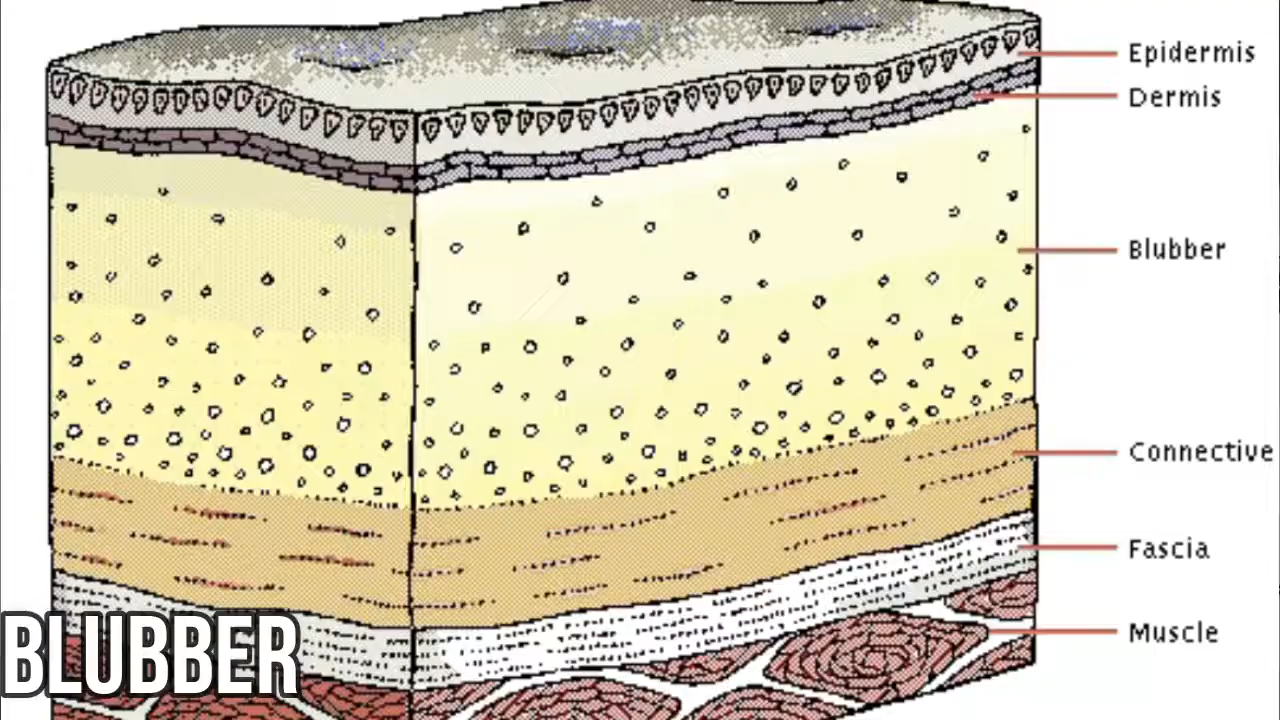 Epidermis
Dermis
Blubber
Connective
Fascia
Muscle
BLUBBER